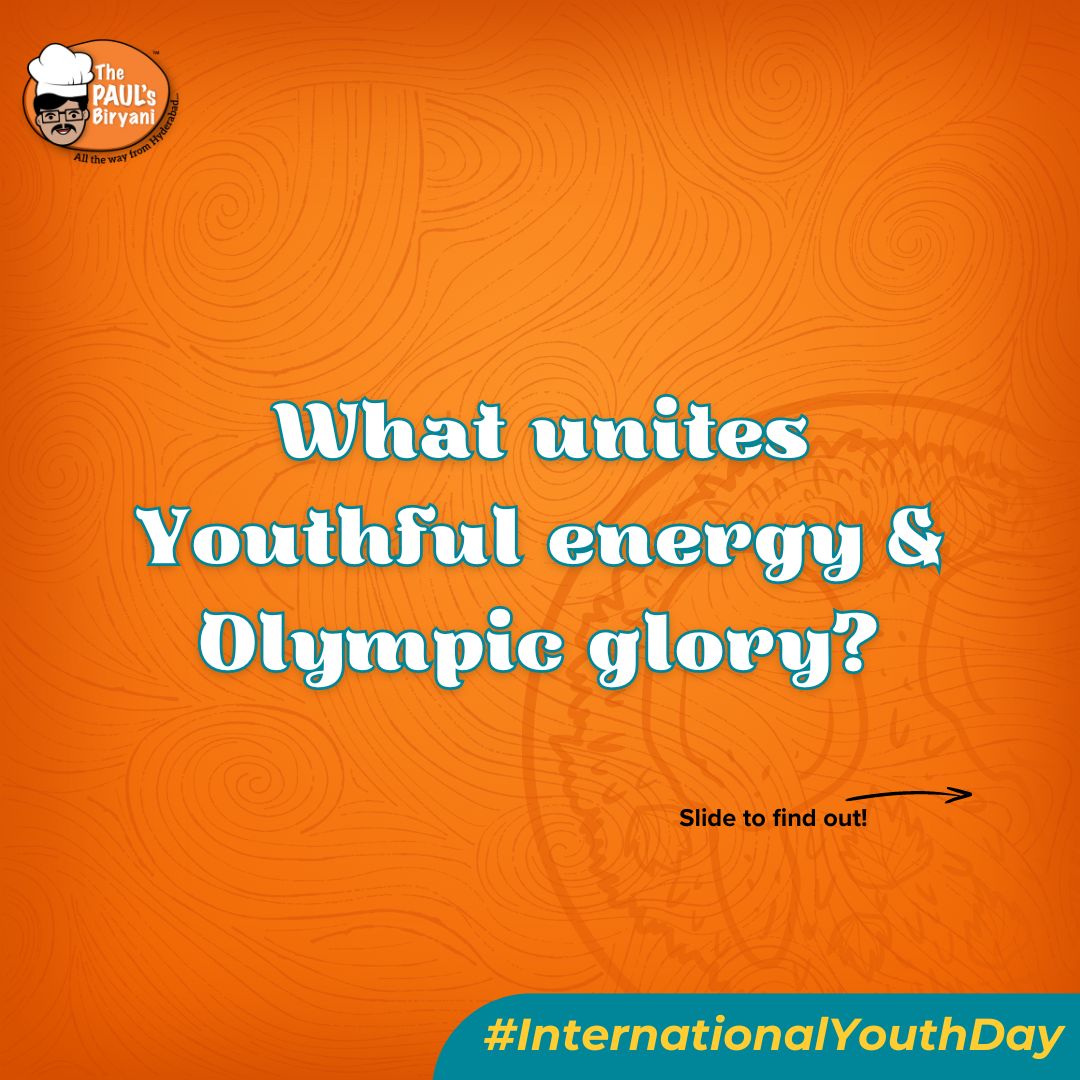 The
PAUL's
Biryani
™
All the way from Hyderabad...
What unites
Youthful energy &
Olympic glory?
Slide to find out!
#InternationalYouthDay